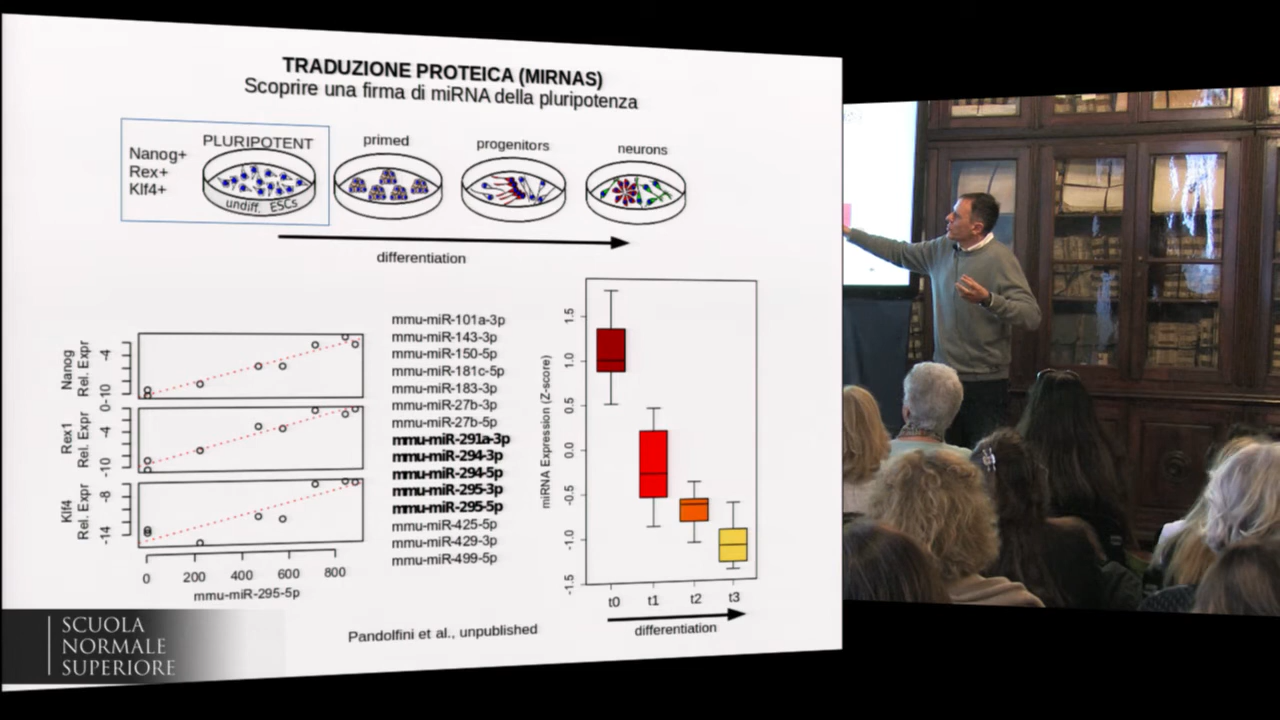 TRADUZIONE PROTEICA (MIRNAS)
Scoprire una firma di miRNA della pluripotenza
Nanog+
Rex+
Klf4+
PLURIPOTENT
undiff. ESCs
primed
progenitors
neurons
differentiation
Nanog
Rel. Expr
-4
-10
Rex1
Rel. Expr
0
-4
-10
Klf4
Rel. Expr
-8
-14
0 200 400 600 800
mmu-miR-295-5p
mmu-miR-101a-3p
mmu-miR-143-3p
mmu-miR-150-5p
mmu-miR-181c-5p
mmu-miR-183-3p
mmu-miR-27b-3p
mmu-miR-27b-5p
mmu-miR-291a-3p
mmu-miR-294-3p
mmu-miR-294-5p
mmu-miR-295-3p
mmu-miR-295-5p
mmu-miR-425-5p
mmu-miR-429-3p
mmu-miR-499-5p
miRNA Expression (Z-score)
1.5
1.0
0.5
0.0
-0.5
-1.0
-1.5
t0 t1 t2 t3
differentiation
Pandolfini et al., unpublished
SCUOLA
NORMALE
SUPERIORE